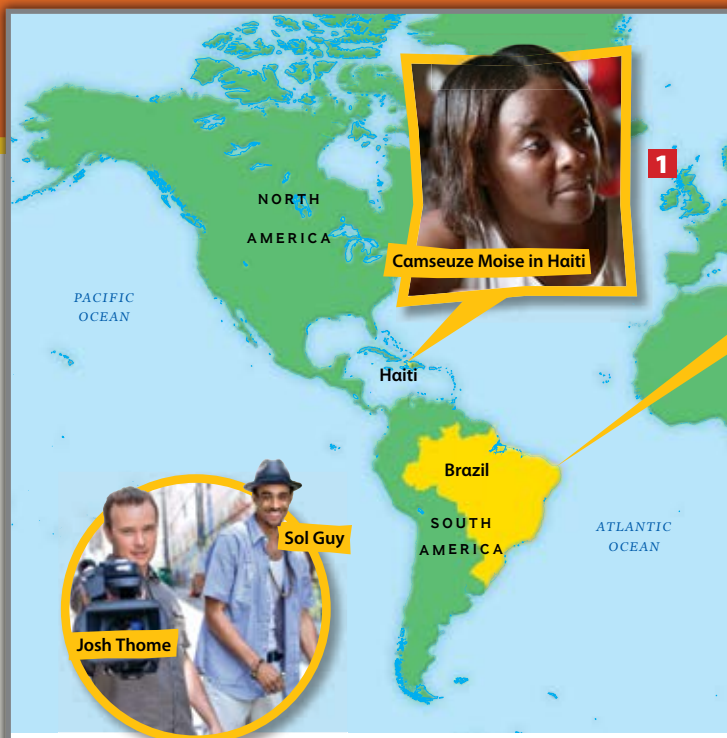 1
NORTH
AMERICA
Camseuze Moise in Haiti
PACIFIC
OCEAN
Haiti
Brazil
SOUTH
AMERICA
ATLANTIC
OCEAN
Sol Guy
Josh Thome